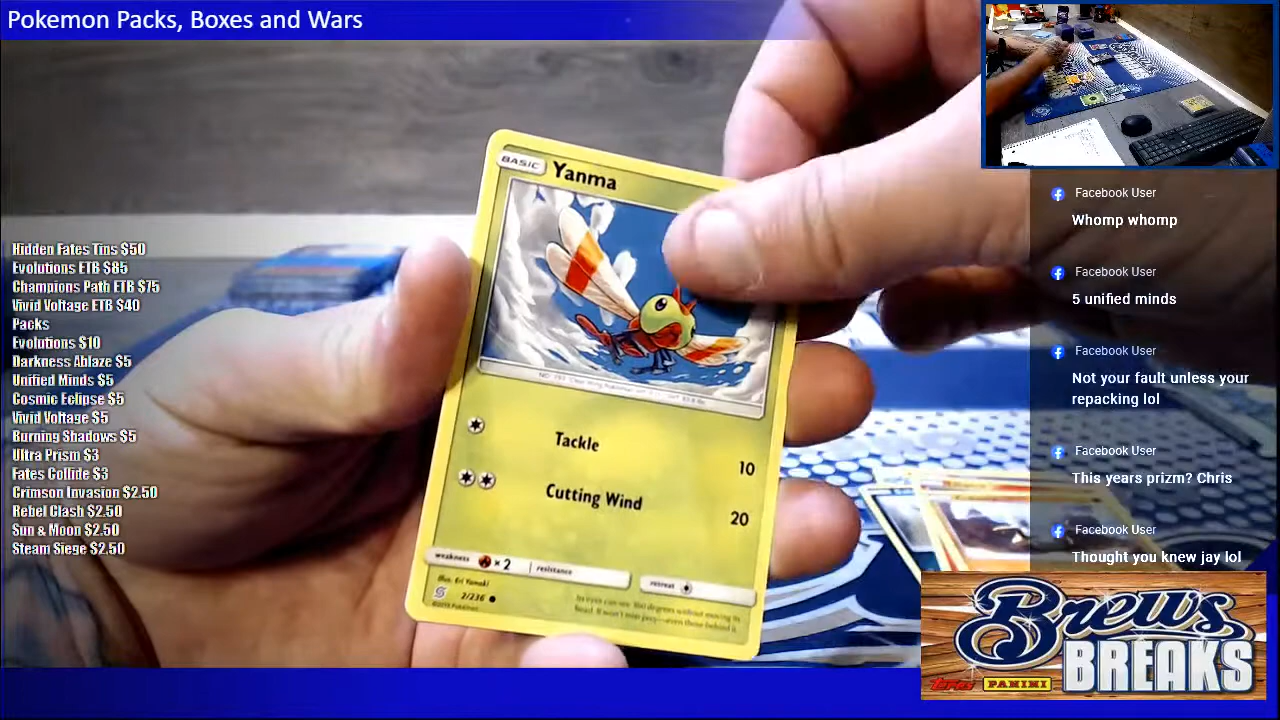 Pokemon Packs, Boxes and Wars
Hidden Fates Tins $50
Evolutions ETB $85
Champions Path ETB $75
Vivid Voltage ETB $40
Packs
Evolutions $10
Darkness Ablaze $5
Unified Minds $5
Cosmic Eclipse $5
Vivid Voltage $5
Burning Shadows $5
Ultra Prism $3
Fates Collide $3
Crimson Invasion $2.50
Rebel Clash $2.50
Sun & Moon $2.50
Steam Siege $2.50
BASIC Yanma
Tackle 10
Cutting Wind 20
weakness × 2 resistance retreat
Illus. Eri Yamaki
2/236
Facebook User
Whomp whomp
Facebook User
5 unified minds
Facebook User
Not your fault unless your
repacking lol
Facebook User
This years prizm? Chris
Facebook User
Thought you knew jay lol
Brews
BREAKS
Topps PANINI